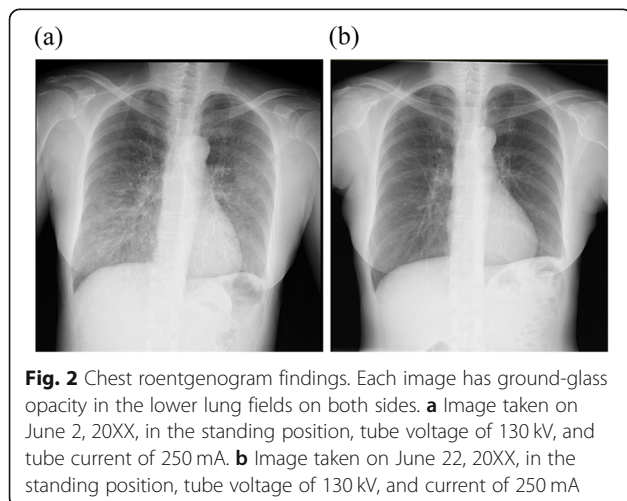 (a) (b)
Fig. 2 Chest roentgenogram findings. Each image has ground-glass
opacity in the lower lung fields on both sides. a Image taken on
June 2, 20XX, in the standing position, tube voltage of 130 kV, and
tube current of 250 mA. b Image taken on June 22, 20XX, in the
standing position, tube voltage of 130 kV, and current of 250 mA